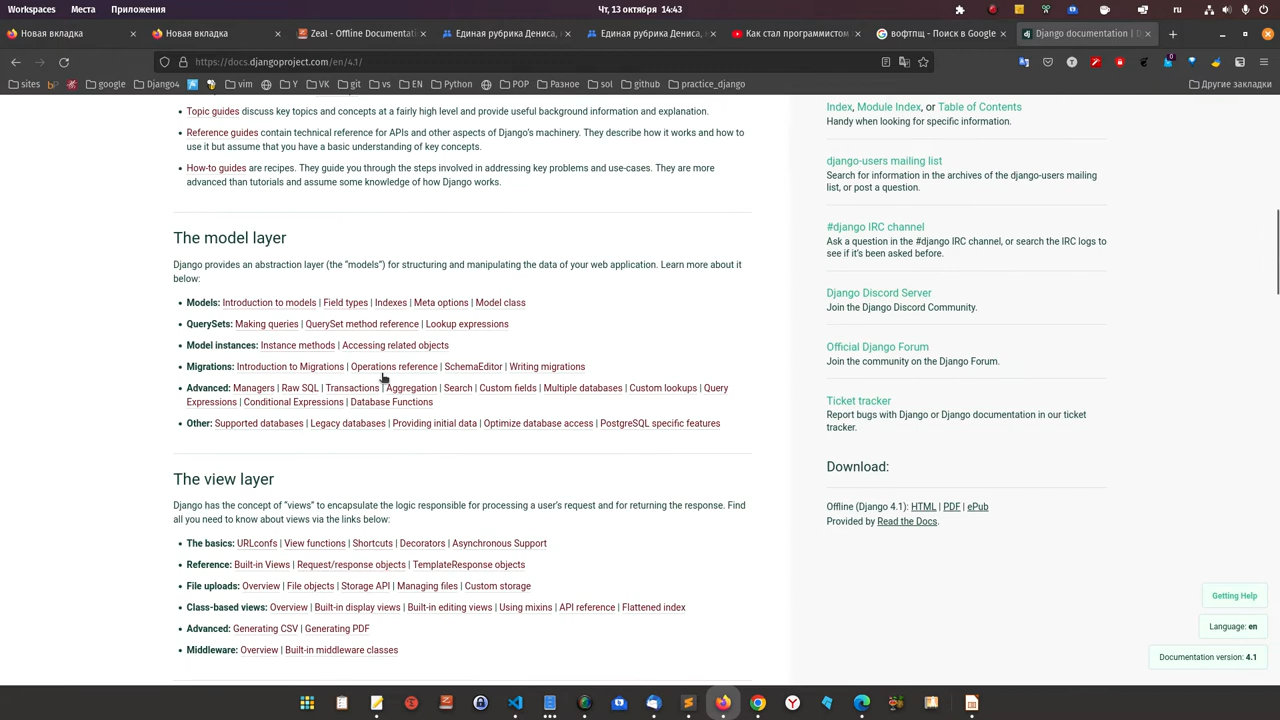 Workspaces Места Приложения
Чт, 13 октября 14:43
ru
Новая вкладка
Новая вкладка
Zeal - Offline Documentati
Единая рубрика Дениса, и
Единая рубрика Дениса, и
Как стал программистом
вофтпщ - Поиск в Google
Django documentation | D
https://docs.djangoproject.com/en/4.1/
sites bp google Django4 vim Y VK git vs EN Python POP Разное sol github practice_django Другие закладки
Topic guides discuss key topics and concepts at a fairly high level and provide useful background information and explanation.
Reference guides contain technical reference for APIs and other aspects of Django's machinery. They describe how it works and how to
use it but assume that you have a basic understanding of key concepts.
How-to guides are recipes. They guide you through the steps involved in addressing key problems and use-cases. They are more
advanced than tutorials and assume some knowledge of how Django works.
The model layer
Django provides an abstraction layer (the “models”) for structuring and manipulating the data of your web application. Learn more about it
below:
Models: Introduction to models | Field types | Indexes | Meta options | Model class
QuerySets: Making queries | QuerySet method reference | Lookup expressions
Model instances: Instance methods | Accessing related objects
Migrations: Introduction to Migrations | Operations reference | SchemaEditor | Writing migrations
Advanced: Managers | Raw SQL | Transactions | Aggregation | Search | Custom fields | Multiple databases | Custom lookups | Query
Expressions | Conditional Expressions | Database Functions
Other: Supported databases | Legacy databases | Providing initial data | Optimize database access | PostgreSQL specific features
The view layer
Django has the concept of “views” to encapsulate the logic responsible for processing a user's request and for returning the response. Find
all you need to know about views via the links below:
The basics: URLconfs | View functions | Shortcuts | Decorators | Asynchronous Support
Reference: Built-in Views | Request/response objects | TemplateResponse objects
File uploads: Overview | File objects | Storage API | Managing files | Custom storage
Class-based views: Overview | Built-in display views | Built-in editing views | Using mixins | API reference | Flattened index
Advanced: Generating CSV | Generating PDF
Middleware: Overview | Built-in middleware classes
Index, Module Index, or Table of Contents
Handy when looking for specific information.
django-users mailing list
Search for information in the archives of the django-users mailing
list, or post a question.
#django IRC channel
Ask a question in the #django IRC channel, or search the IRC logs to
see if it's been asked before.
Django Discord Server
Join the Django Discord Community.
Official Django Forum
Join the community on the Django Forum.
Ticket tracker
Report bugs with Django or Django documentation in our ticket
tracker.
Download:
Offline (Django 4.1): HTML | PDF | ePub
Provided by Read the Docs.
Getting Help
Language: en
Documentation version: 4.1